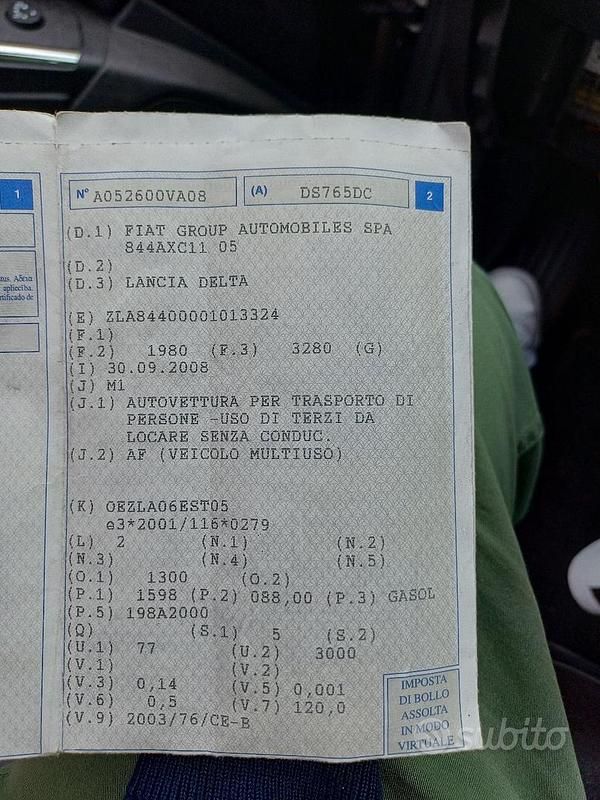 1
tus. Αδεια
apliecība.
rtificado de
N° A052600VA08
(A) DS765DC
2
(D.1) FIAT GROUP AUTOMOBILES SPA
844AXC11 05
(D.2)
(D.3) LANCIA DELTA
(E) ZLA84400001013324
(F.1)
(F.2) 1980 (F.3) 3280 (G)
(I) 30.09.2008
(J) M1
(J.1) AUTOVETTURA PER TRASPORTO DI
PERSONE -USO DI TERZI DA
LOCARE SENZA CONDUC.
(J.2) AF (VEICOLO MULTIUSO)
(K) OEZLA06EST05
e3*2001/116*0279
(L) 2 (N.1) (N.2)
(N.3) (N.4) (N.5)
(O.1) 1300 (O.2)
(P.1) 1598 (P.2) 088,00 (P.3) GASOL
(P.5) 198A2000
(Q) (S.1) 5 (S.2)
(U.1) 77 (U.2) 3000
(V.1) (V.2)
(V.3) 0,14 (V.5) 0,001
(V.6) 0,5 (V.7) 120,0
(V.9) 2003/76/CE-B
IMPOSTA
DI BOLLO
ASSOLTA
IN MODO
VIRTUALE
subito